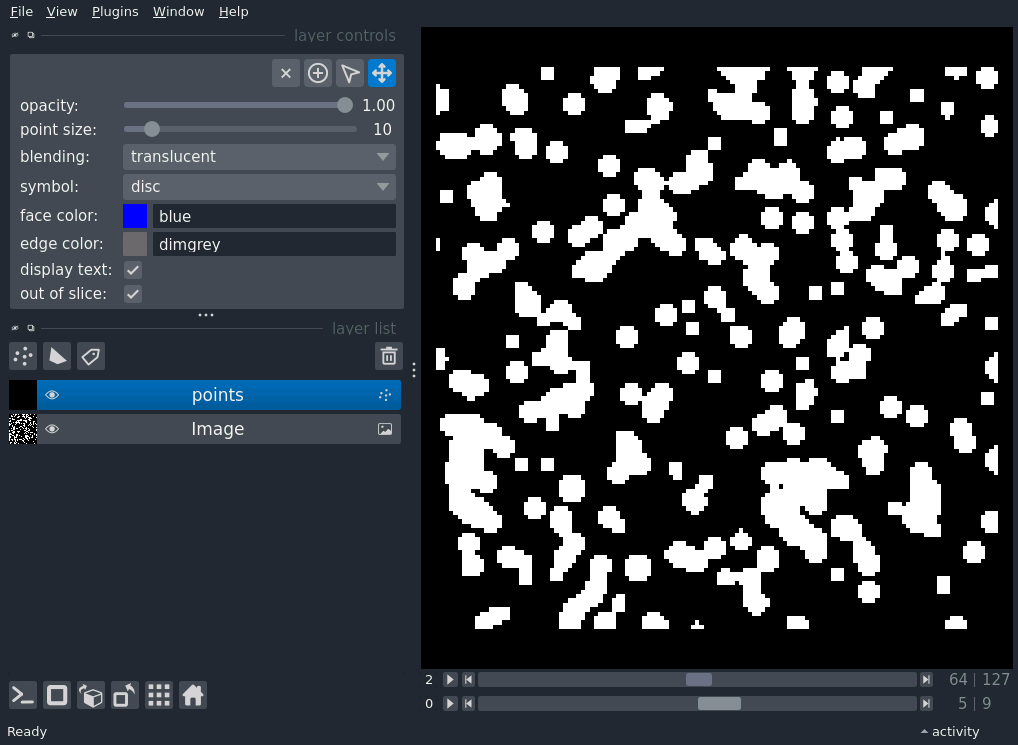 File View Plugins Window Help
layer controls
opacity: 1.00
point size: 10
blending: translucent
symbol: disc
face color: blue
edge color: dimgrey
display text:
out of slice:
layer list
points
Image
2 64 | 127
0 5 | 9
Ready activity